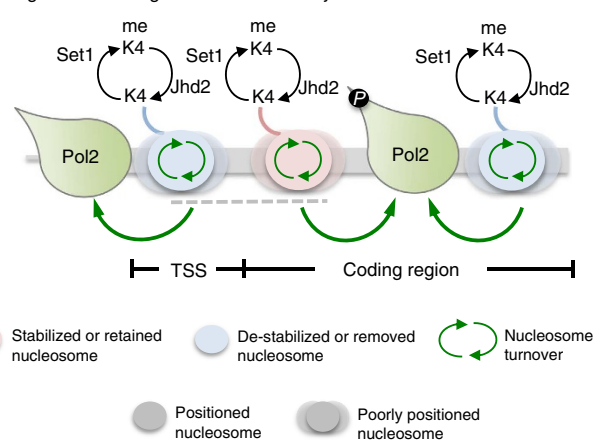 me me me
Set1 K4 Set1 K4 Set1 K4
K4 Jhd2 K4 Jhd2 K4 Jhd2
P
Pol2 Pol2
TSS Coding region
Stabilized or retained
nucleosome
De-stabilized or removed
nucleosome
Nucleosome
turnover
Positioned
nucleosome
Poorly positioned
nucleosome